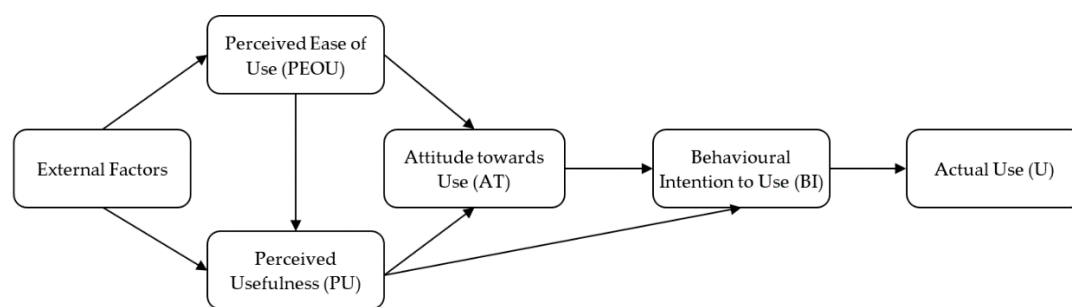 Perceived Ease of
Use (PEOU)
External Factors
Attitude towards
Use (AT)
Behavioural
Intention to Use (BI)
Actual Use (U)
Perceived
Usefulness (PU)